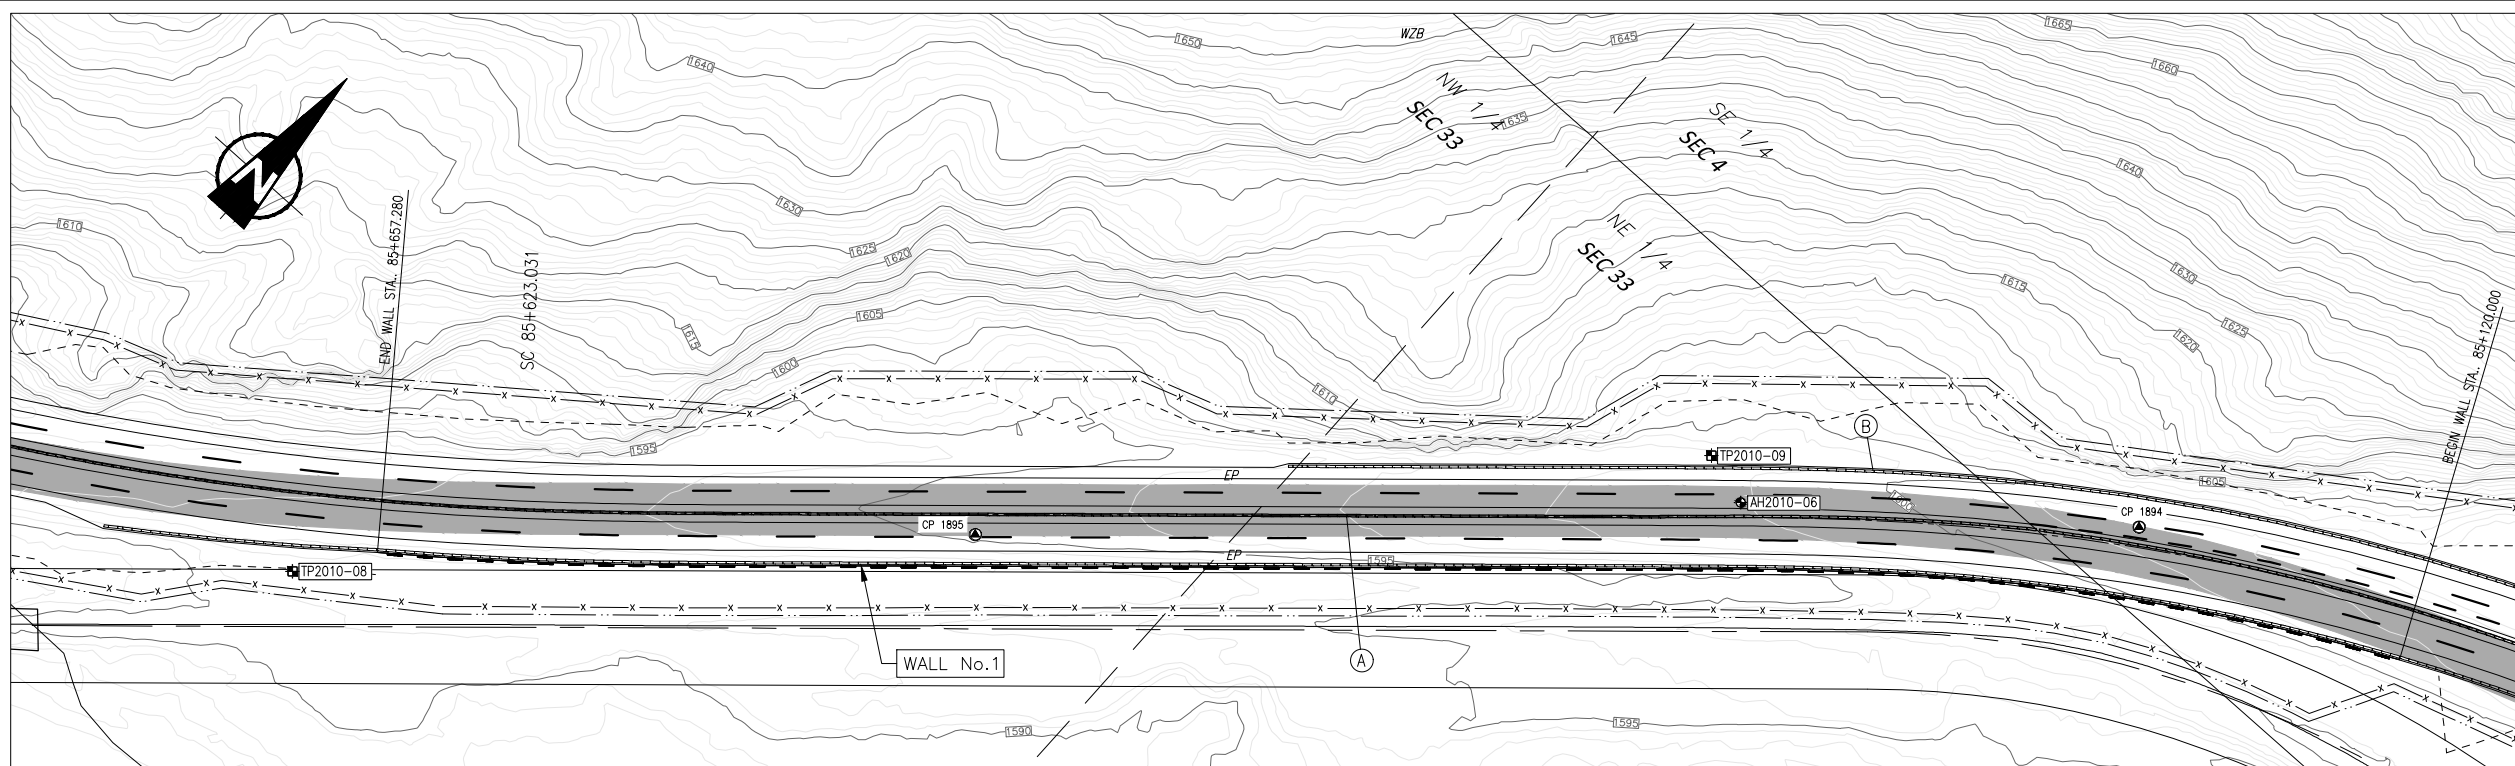 1665
1650
WZB
1645
1640
1660
NW 1/4
SEC 33
1635
SE 1/4
SEC 4
1640
N
1630
1610
END WALL STA.. 85+657.280
SC 85+623.031
1625
1620
NE 1/4
SEC 33
1630
1615
BEGIN WALL STA.. 85+120.000
1605
1615
1625
1620
1600
1610
B
1595
TP2010-09
EP
1605
1600
AH2010-06
CP 1895
CP 1894
EP
1595
TP2010-08
WALL No.1
A
1590
1595
X